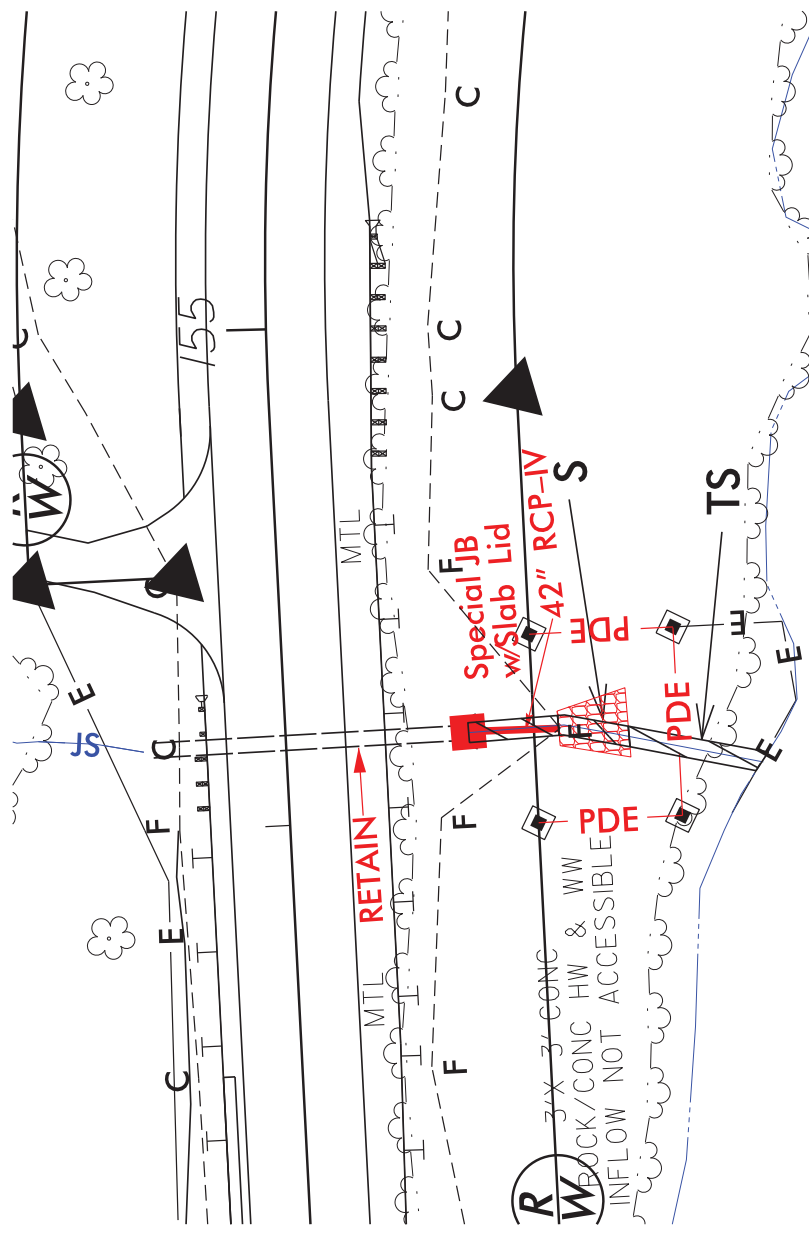 C
C
C
C
155
R
W
S
42" RCP-IV
Special JB
w/Slab Lid
TS
MTL
F
C
PDE
E
E
E
JS
C
F
PDE
E
F
RETAIN
F
PDE
E
MTL
3'X 3' CONC
ROCK/CONC HW & WW
INFLOW NOT ACCESSIBLE
C
F
R
W